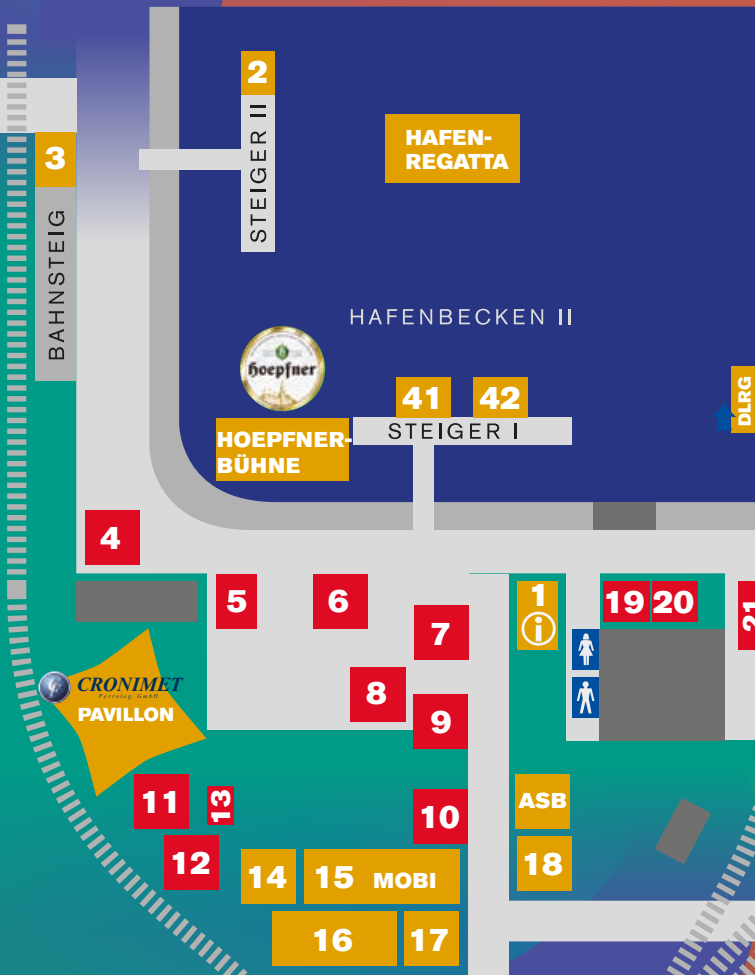 2
HAFEN-
REGATTA
3
STEIGER II
BAHNSTEIG
HAFENBECKEN II
Hoepfner
41
42
DLRG
HOEPFNER-
BÜHNE
STEIGER I
4
5
6
7
1
i
19
20
21
8
9
CRONIMET
Ferroleg. GmbH
PAVILLON
11
13
10
ASB
12
14
15 MOBI
18
16
17